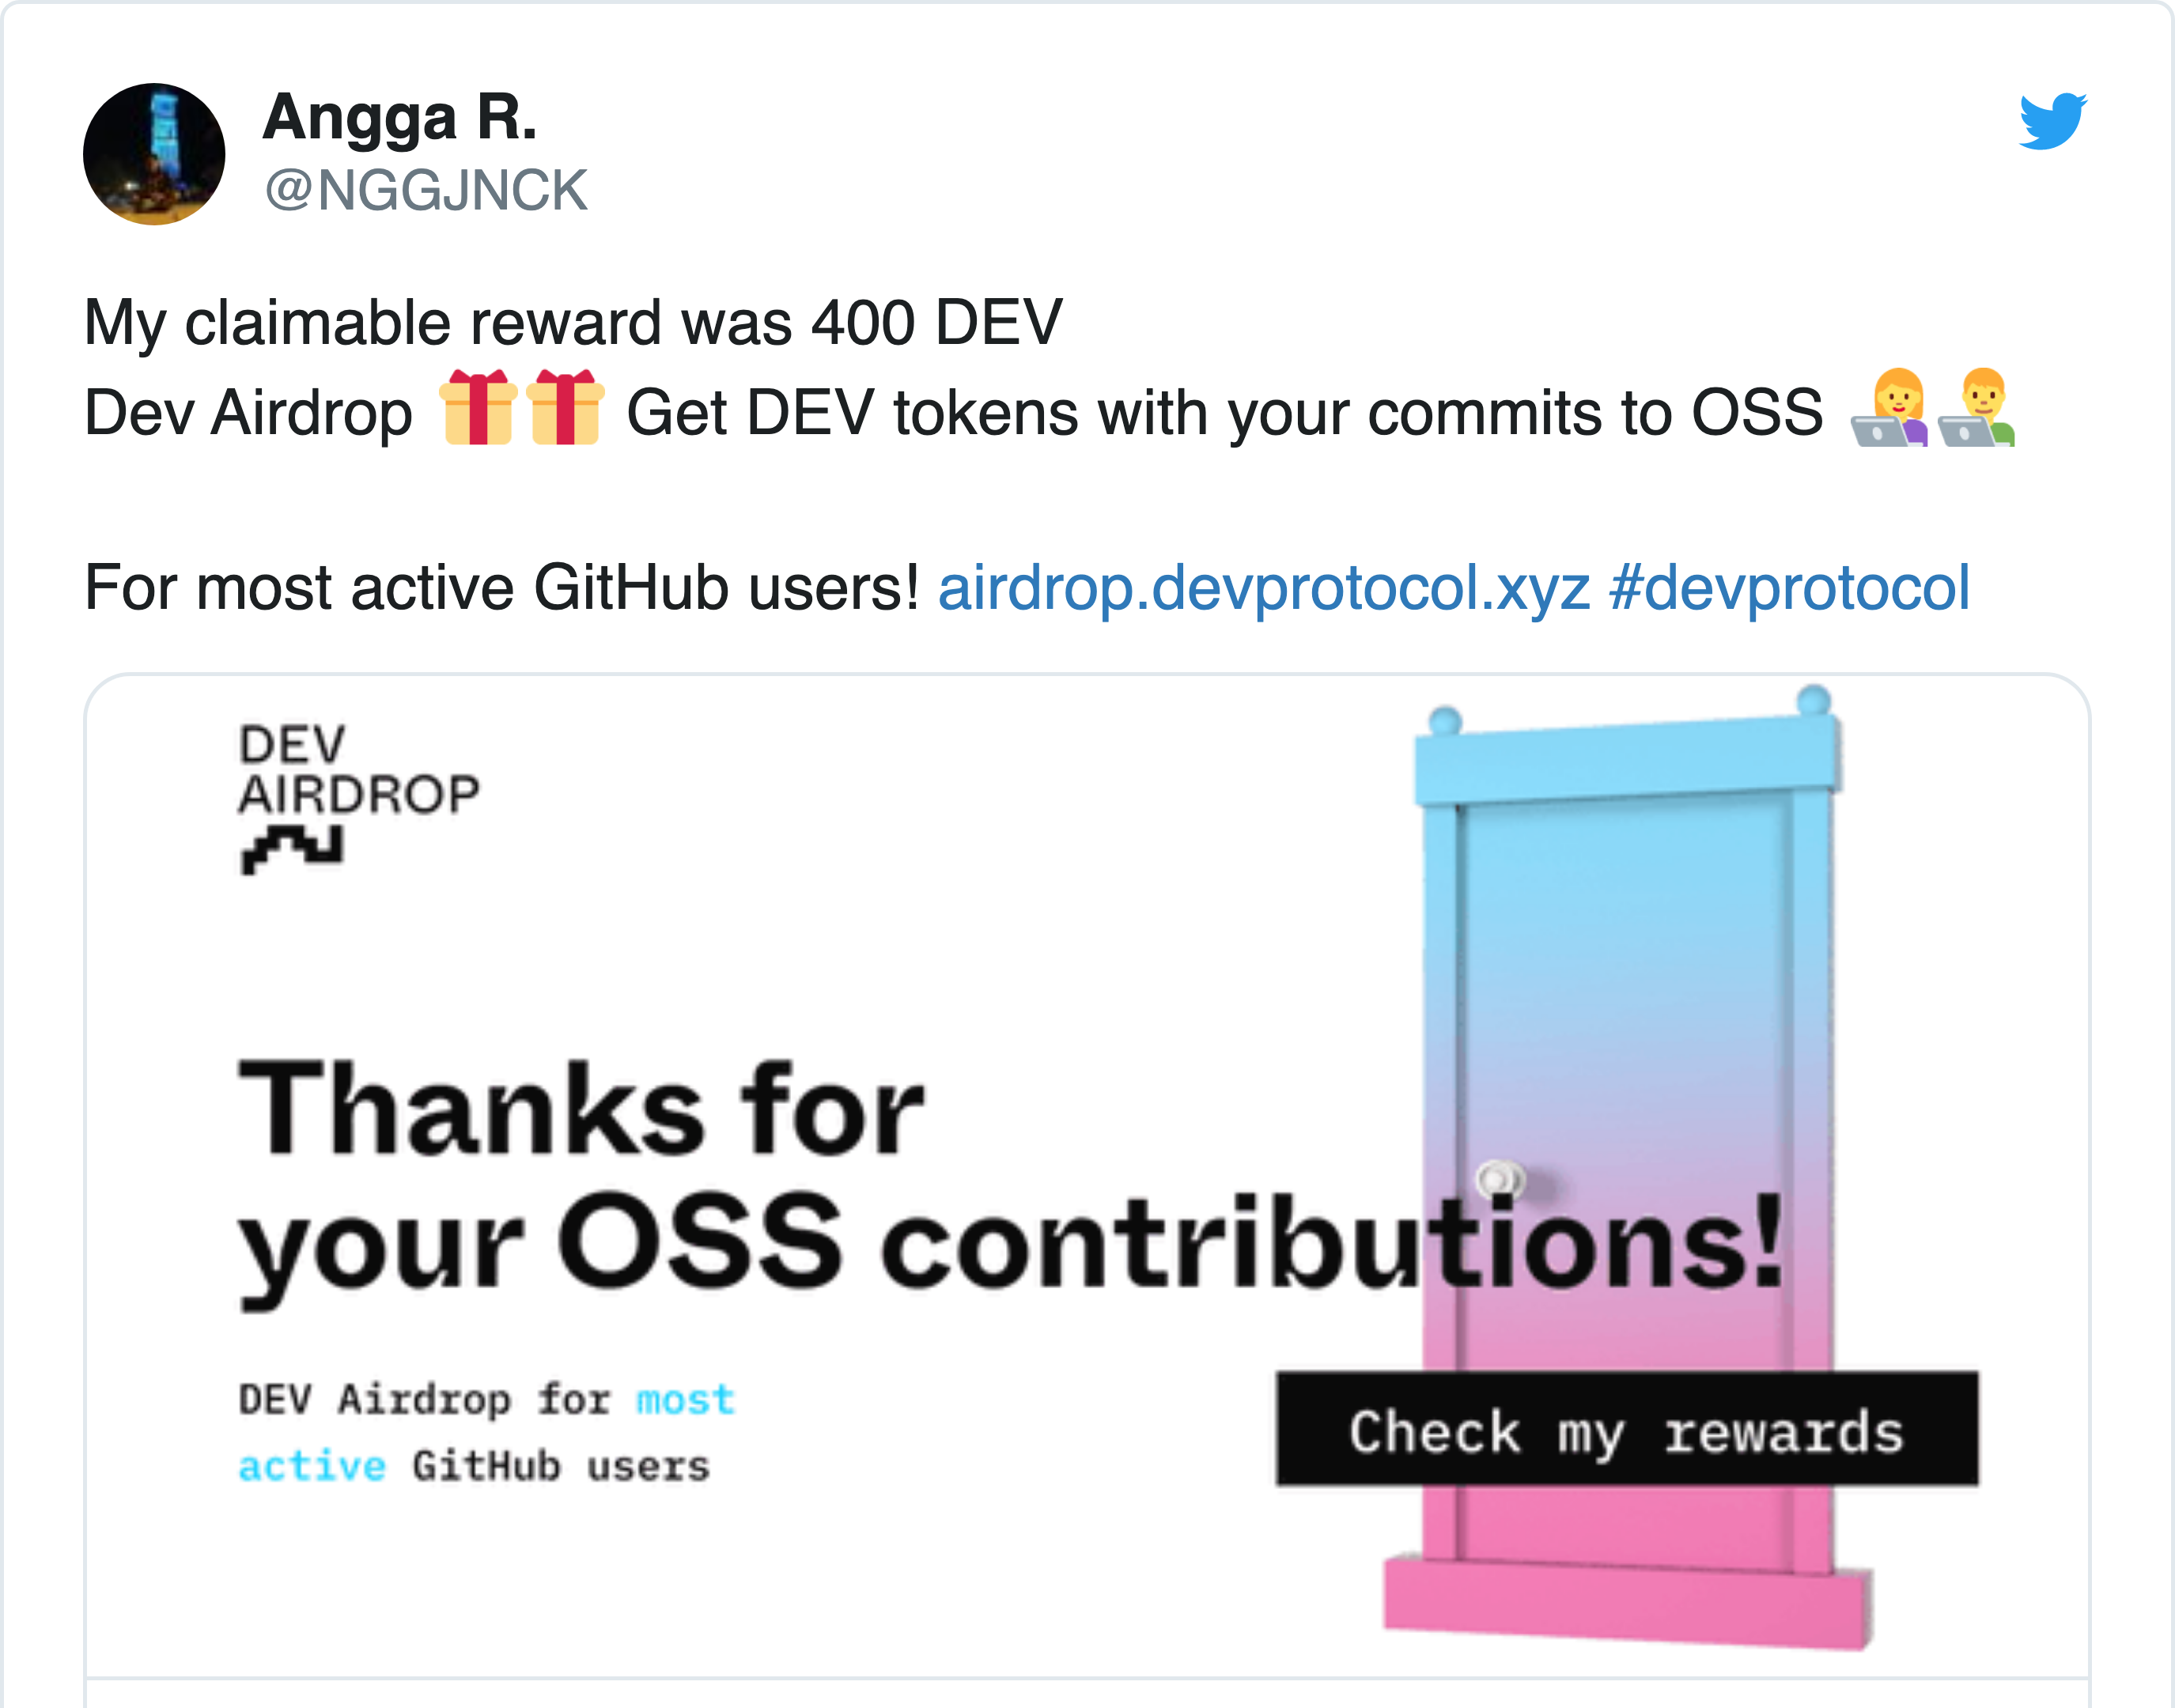 Angga R.
@NGGJNCK
My claimable reward was 400 DEV
Dev Airdrop 🎁🎁 Get DEV tokens with your commits to OSS 👩‍💻👨‍💻
For most active GitHub users! airdrop.devprotocol.xyz #devprotocol
DEV
AIRDROP
Thanks for
your OSS contributions!
DEV Airdrop for most
active GitHub users
Check my rewards